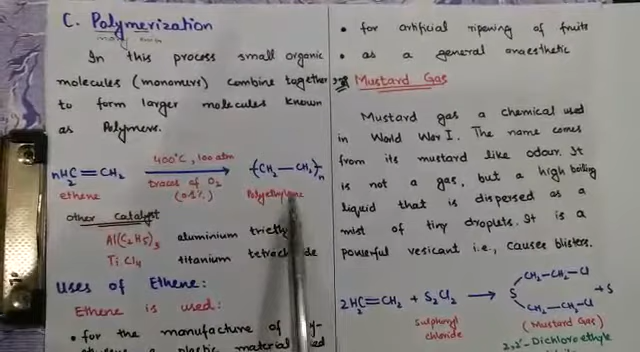 C. Polymerization
many
In this process small organic
molecules (monomers) combine together
to form larger molecules known
as Polymers.
nH₂C=CH₂ 400°C, 100 atm → (CH₂—CH₂)n
traces of O₂
(0.1%)
ethene Polyethylene
other catalyst
Al(C₂H₅)₃ aluminium triethy
TiCl₄ titanium tetrachloride
Uses of Ethene:
Ethene is used:
• for the manufacture of
a plastic material
• for artificial ripening of fruits
• as a general anaesthetic
Mustard Gas
Mustard gas a chemical used
in World War I. The name comes
from its mustard like odour. It
is not a gas, but a high boiling
liquid that is dispersed as a
mist of tiny droplets. It is a
powerful vesicant i.e., causes blisters.
CH₂—CH₂—Cl
2H₂C=CH₂ + S₂Cl₂ → S + S
CH₂—CH₂—Cl
Sulphonyl
chloride
(Mustard Gas)
2,2'-Dichloroethyl